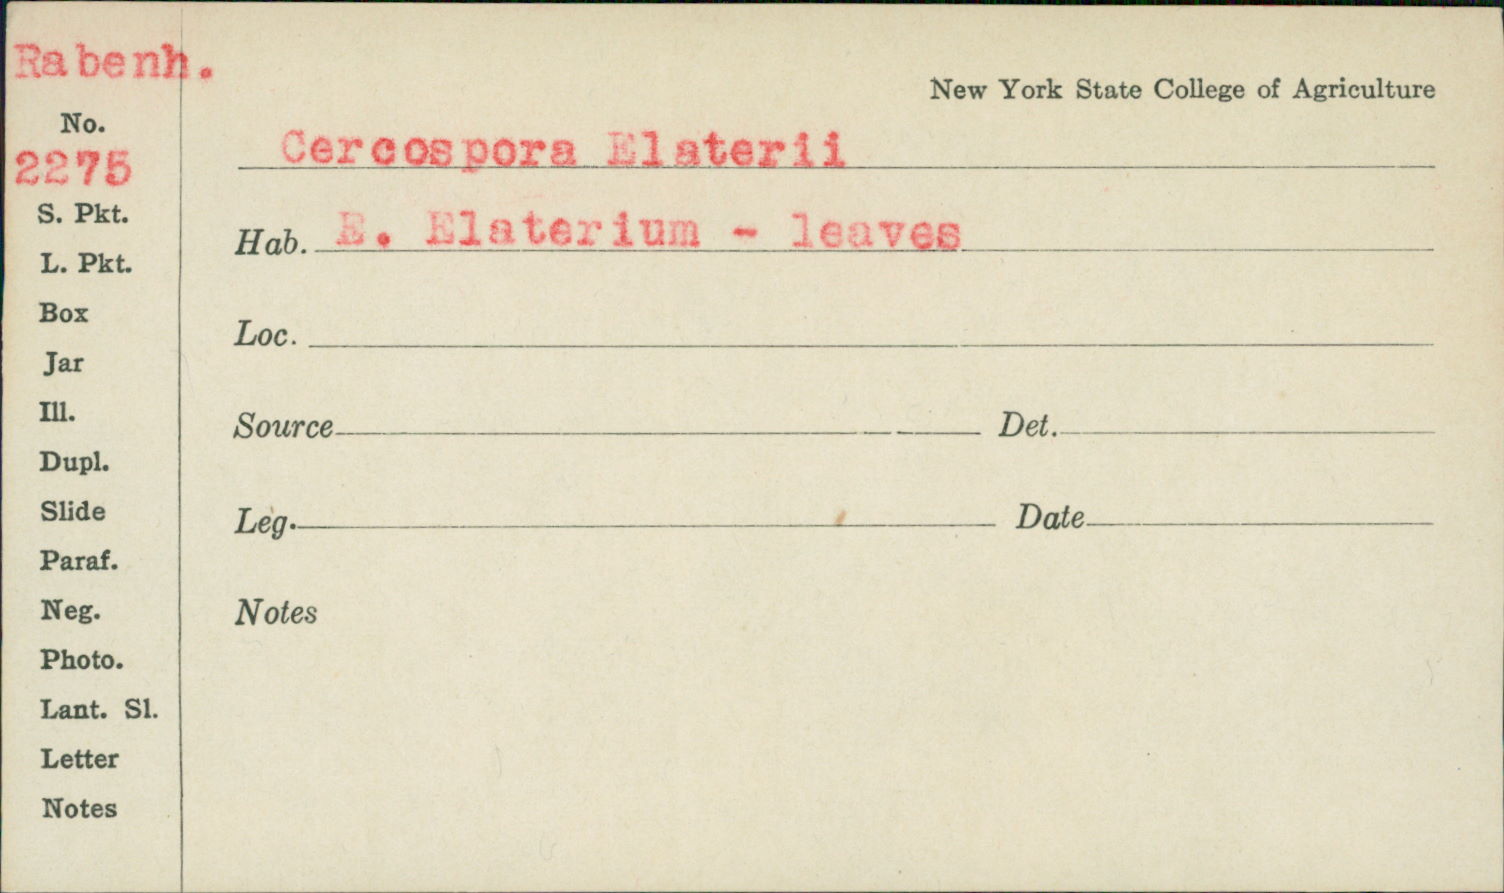 Rabenh.
New York State College of Agriculture
No.
2275
Cercospora Elaterii
S. Pkt.
Hab. E. Elaterium - leaves
L. Pkt.
Box
Loc.
Jar
Ill.
Source Det.
Dupl.
Slide
Leg. Date
Paraf.
Neg.
Notes
Photo.
Lant. Sl.
Letter
Notes